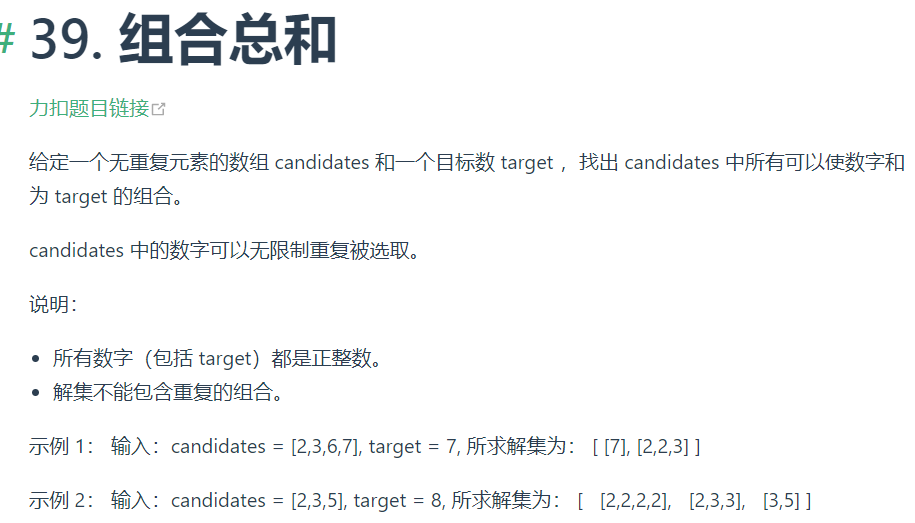 # 39. 组合总和
力扣题目链接
给定一个无重复元素的数组 candidates 和一个目标数 target ，找出 candidates 中所有可以使数字和
为 target 的组合。
candidates 中的数字可以无限制重复被选取。
说明：
• 所有数字（包括 target）都是正整数。
• 解集不能包含重复的组合。
示例 1： 输入：candidates = [2,3,6,7], target = 7, 所求解集为： [ [7], [2,2,3] ]
示例 2： 输入：candidates = [2,3,5], target = 8, 所求解集为： [ [2,2,2,2], [2,3,3], [3,5] ]